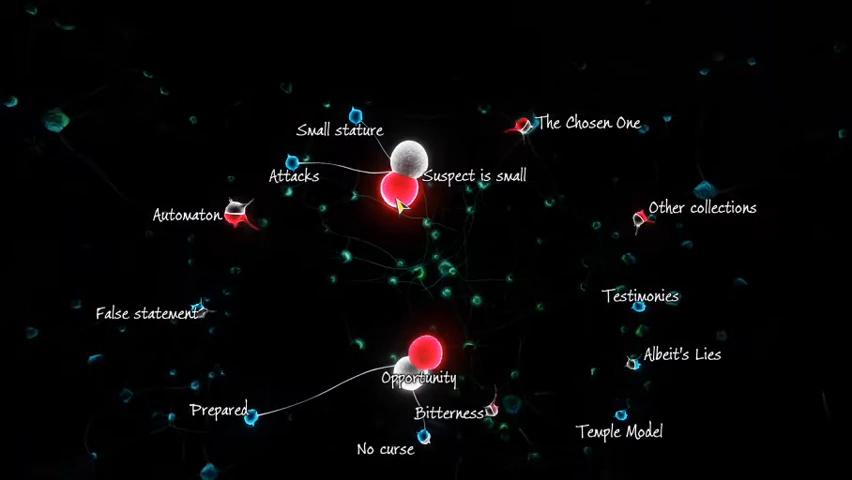 The Chosen One
Small stature
Attacks
Suspect is small
Other collections
Automaton
Testimonies
False statement
Albeit's Lies
Opportunity
Prepared
Bitterness
Temple Model
No curse